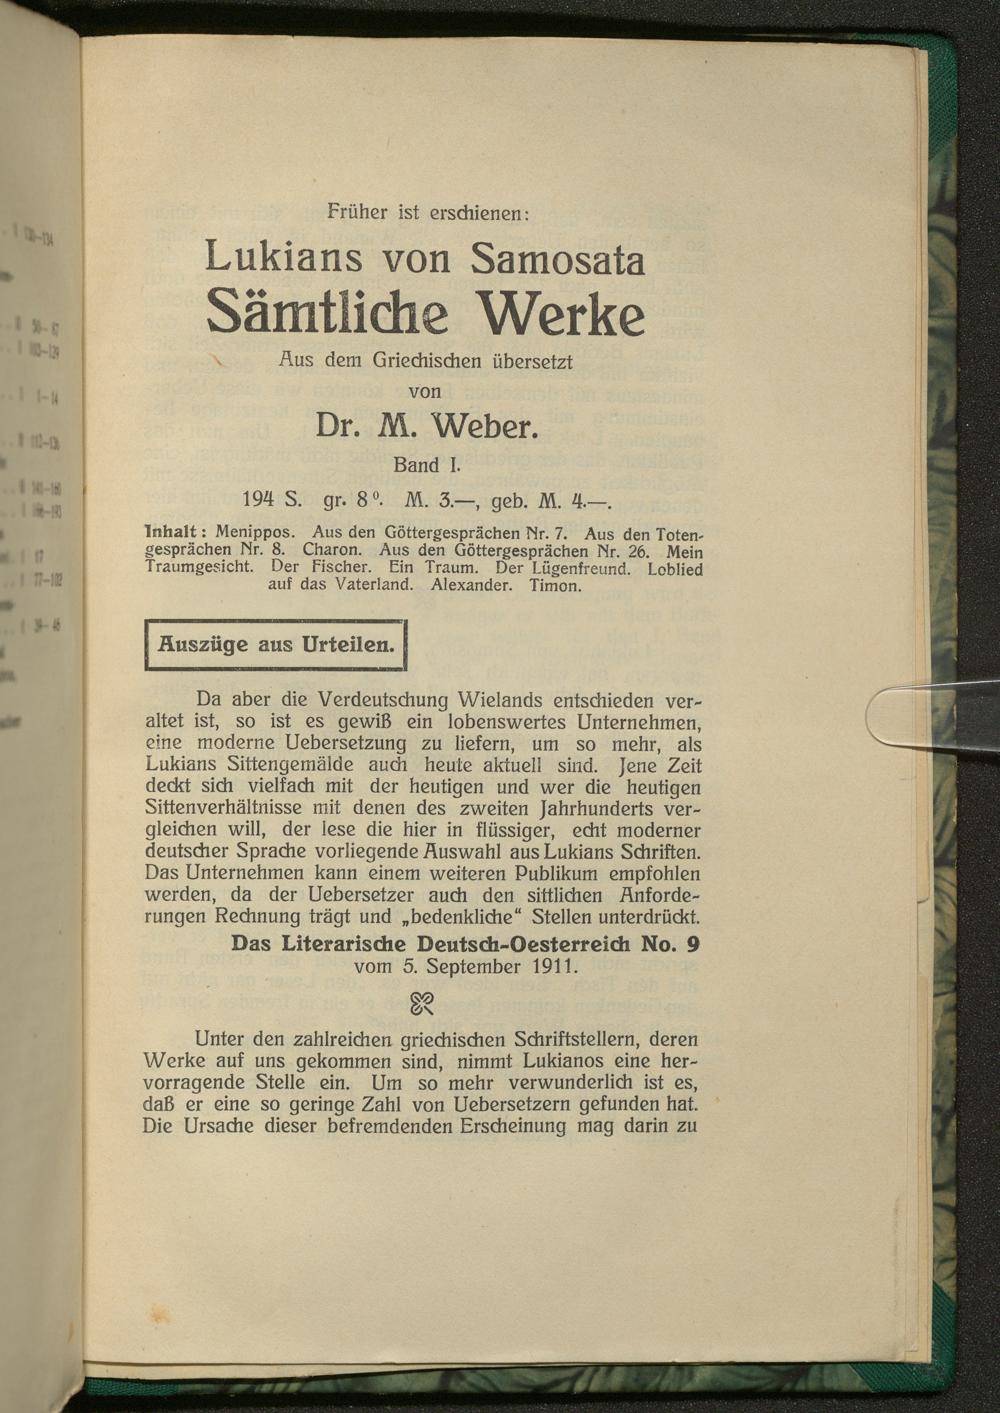 Früher ist erschienen:
Lukians von Samosata
Sämtliche Werke
Aus dem Griechischen übersetzt
von
Dr. M. Weber.
Band I.
194 S. gr. 8⁰. M. 3.—, geb. M. 4.—.
Inhalt: Menippos. Aus den Göttergesprächen Nr. 7. Aus den Toten-
gesprächen Nr. 8. Charon. Aus den Göttergesprächen Nr. 26. Mein
Traumgesicht. Der Fischer. Ein Traum. Der Lügenfreund. Loblied
auf das Vaterland. Alexander. Timon.
Auszüge aus Urteilen.
Da aber die Verdeutschung Wielands entschieden ver-
altet ist, so ist es gewiß ein lobenswertes Unternehmen,
eine moderne Uebersetzung zu liefern, um so mehr, als
Lukians Sittengemälde auch heute aktuell sind. Jene Zeit
deckt sich vielfach mit der heutigen und wer die heutigen
Sittenverhältnisse mit denen des zweiten Jahrhunderts ver-
gleichen will, der lese die hier in flüssiger, echt moderner
deutscher Sprache vorliegende Auswahl aus Lukians Schriften.
Das Unternehmen kann einem weiteren Publikum empfohlen
werden, da der Uebersetzer auch den sittlichen Anforde-
rungen Rechnung trägt und „bedenkliche“ Stellen unterdrückt.
Das Literarische Deutsch-Oesterreich No. 9
vom 5. September 1911.
Unter den zahlreichen griechischen Schriftstellern, deren
Werke auf uns gekommen sind, nimmt Lukianos eine her-
vorragende Stelle ein. Um so mehr verwunderlich ist es,
daß er eine so geringe Zahl von Uebersetzern gefunden hat.
Die Ursache dieser befremdenden Erscheinung mag darin zu